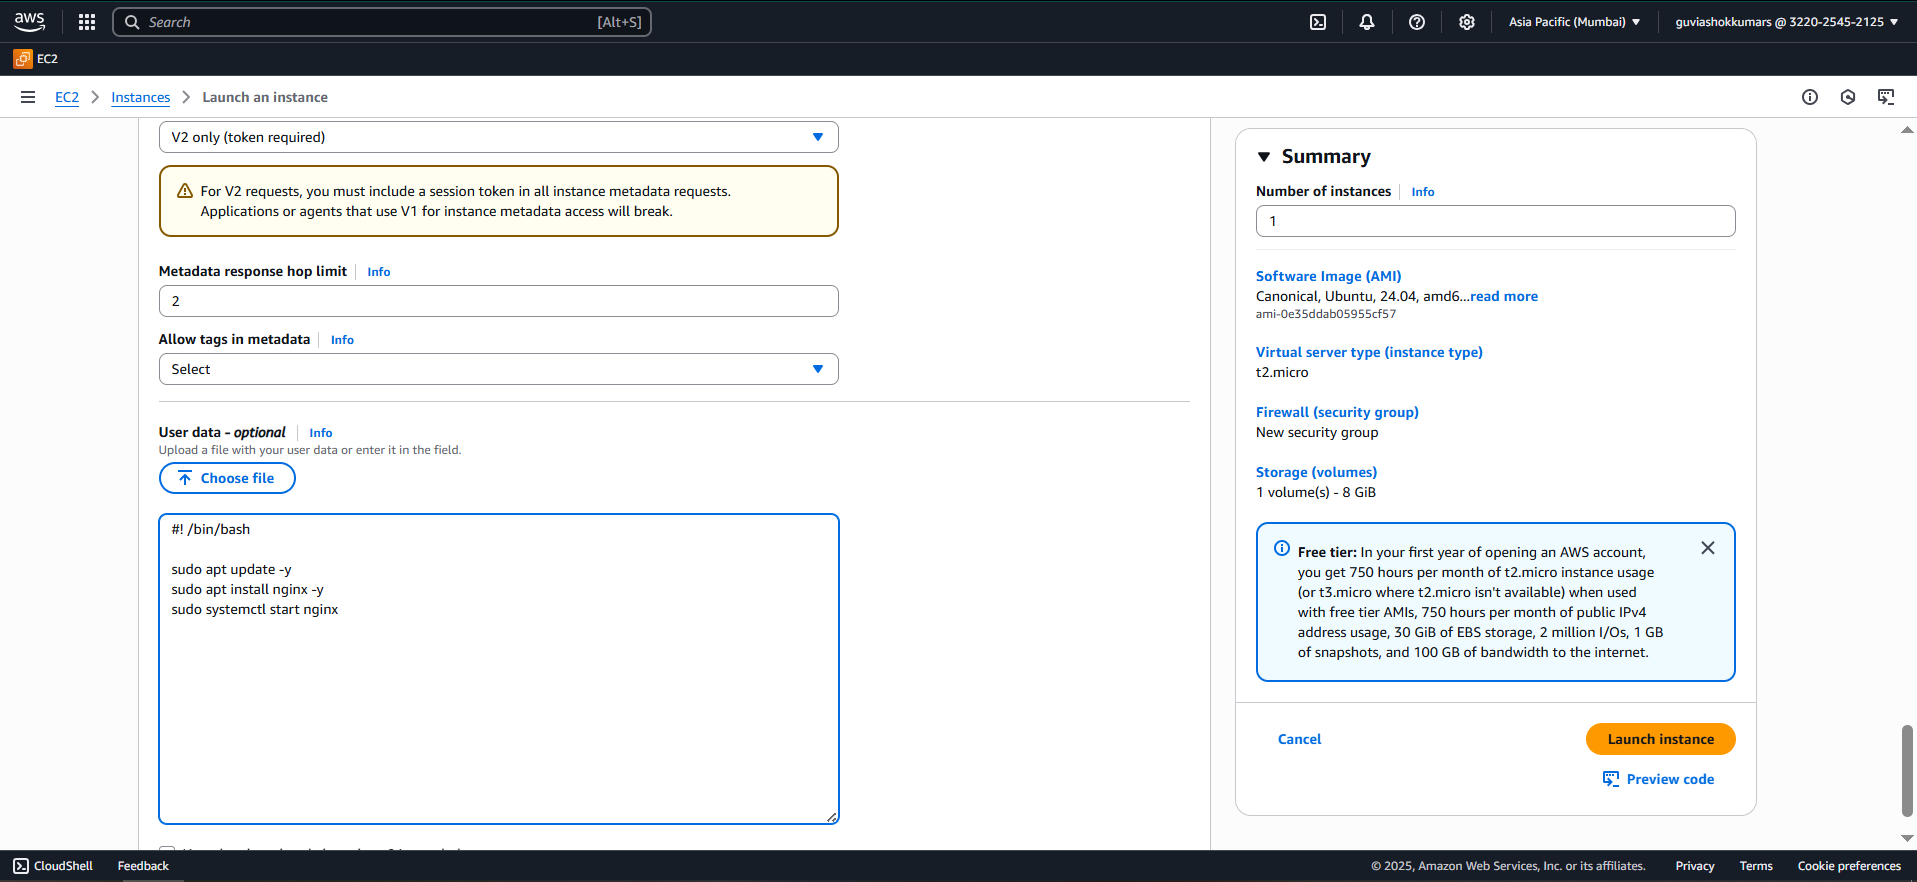 aws
Search [Alt+S]
Asia Pacific (Mumbai)
guviashokkumars @ 3220-2545-2125
EC2
EC2 Instances Launch an instance
V2 only (token required)
For V2 requests, you must include a session token in all instance metadata requests.
Applications or agents that use V1 for instance metadata access will break.
Metadata response hop limit Info
2
Allow tags in metadata Info
Select
User data - optional Info
Upload a file with your user data or enter it in the field.
Choose file
#! /bin/bash
sudo apt update -y
sudo apt install nginx -y
sudo systemctl start nginx
Summary
Number of instances Info
1
Software Image (AMI)
Canonical, Ubuntu, 24.04, amd6...read more
ami-0e35ddab05955cf57
Virtual server type (instance type)
t2.micro
Firewall (security group)
New security group
Storage (volumes)
1 volume(s) - 8 GiB
Free tier: In your first year of opening an AWS account,
you get 750 hours per month of t2.micro instance usage
(or t3.micro where t2.micro isn't available) when used
with free tier AMIs, 750 hours per month of public IPv4
address usage, 30 GiB of EBS storage, 2 million I/Os, 1 GB
of snapshots, and 100 GB of bandwidth to the internet.
Cancel
Launch instance
Preview code
CloudShell
Feedback
© 2025, Amazon Web Services, Inc. or its affiliates.
Privacy
Terms
Cookie preferences